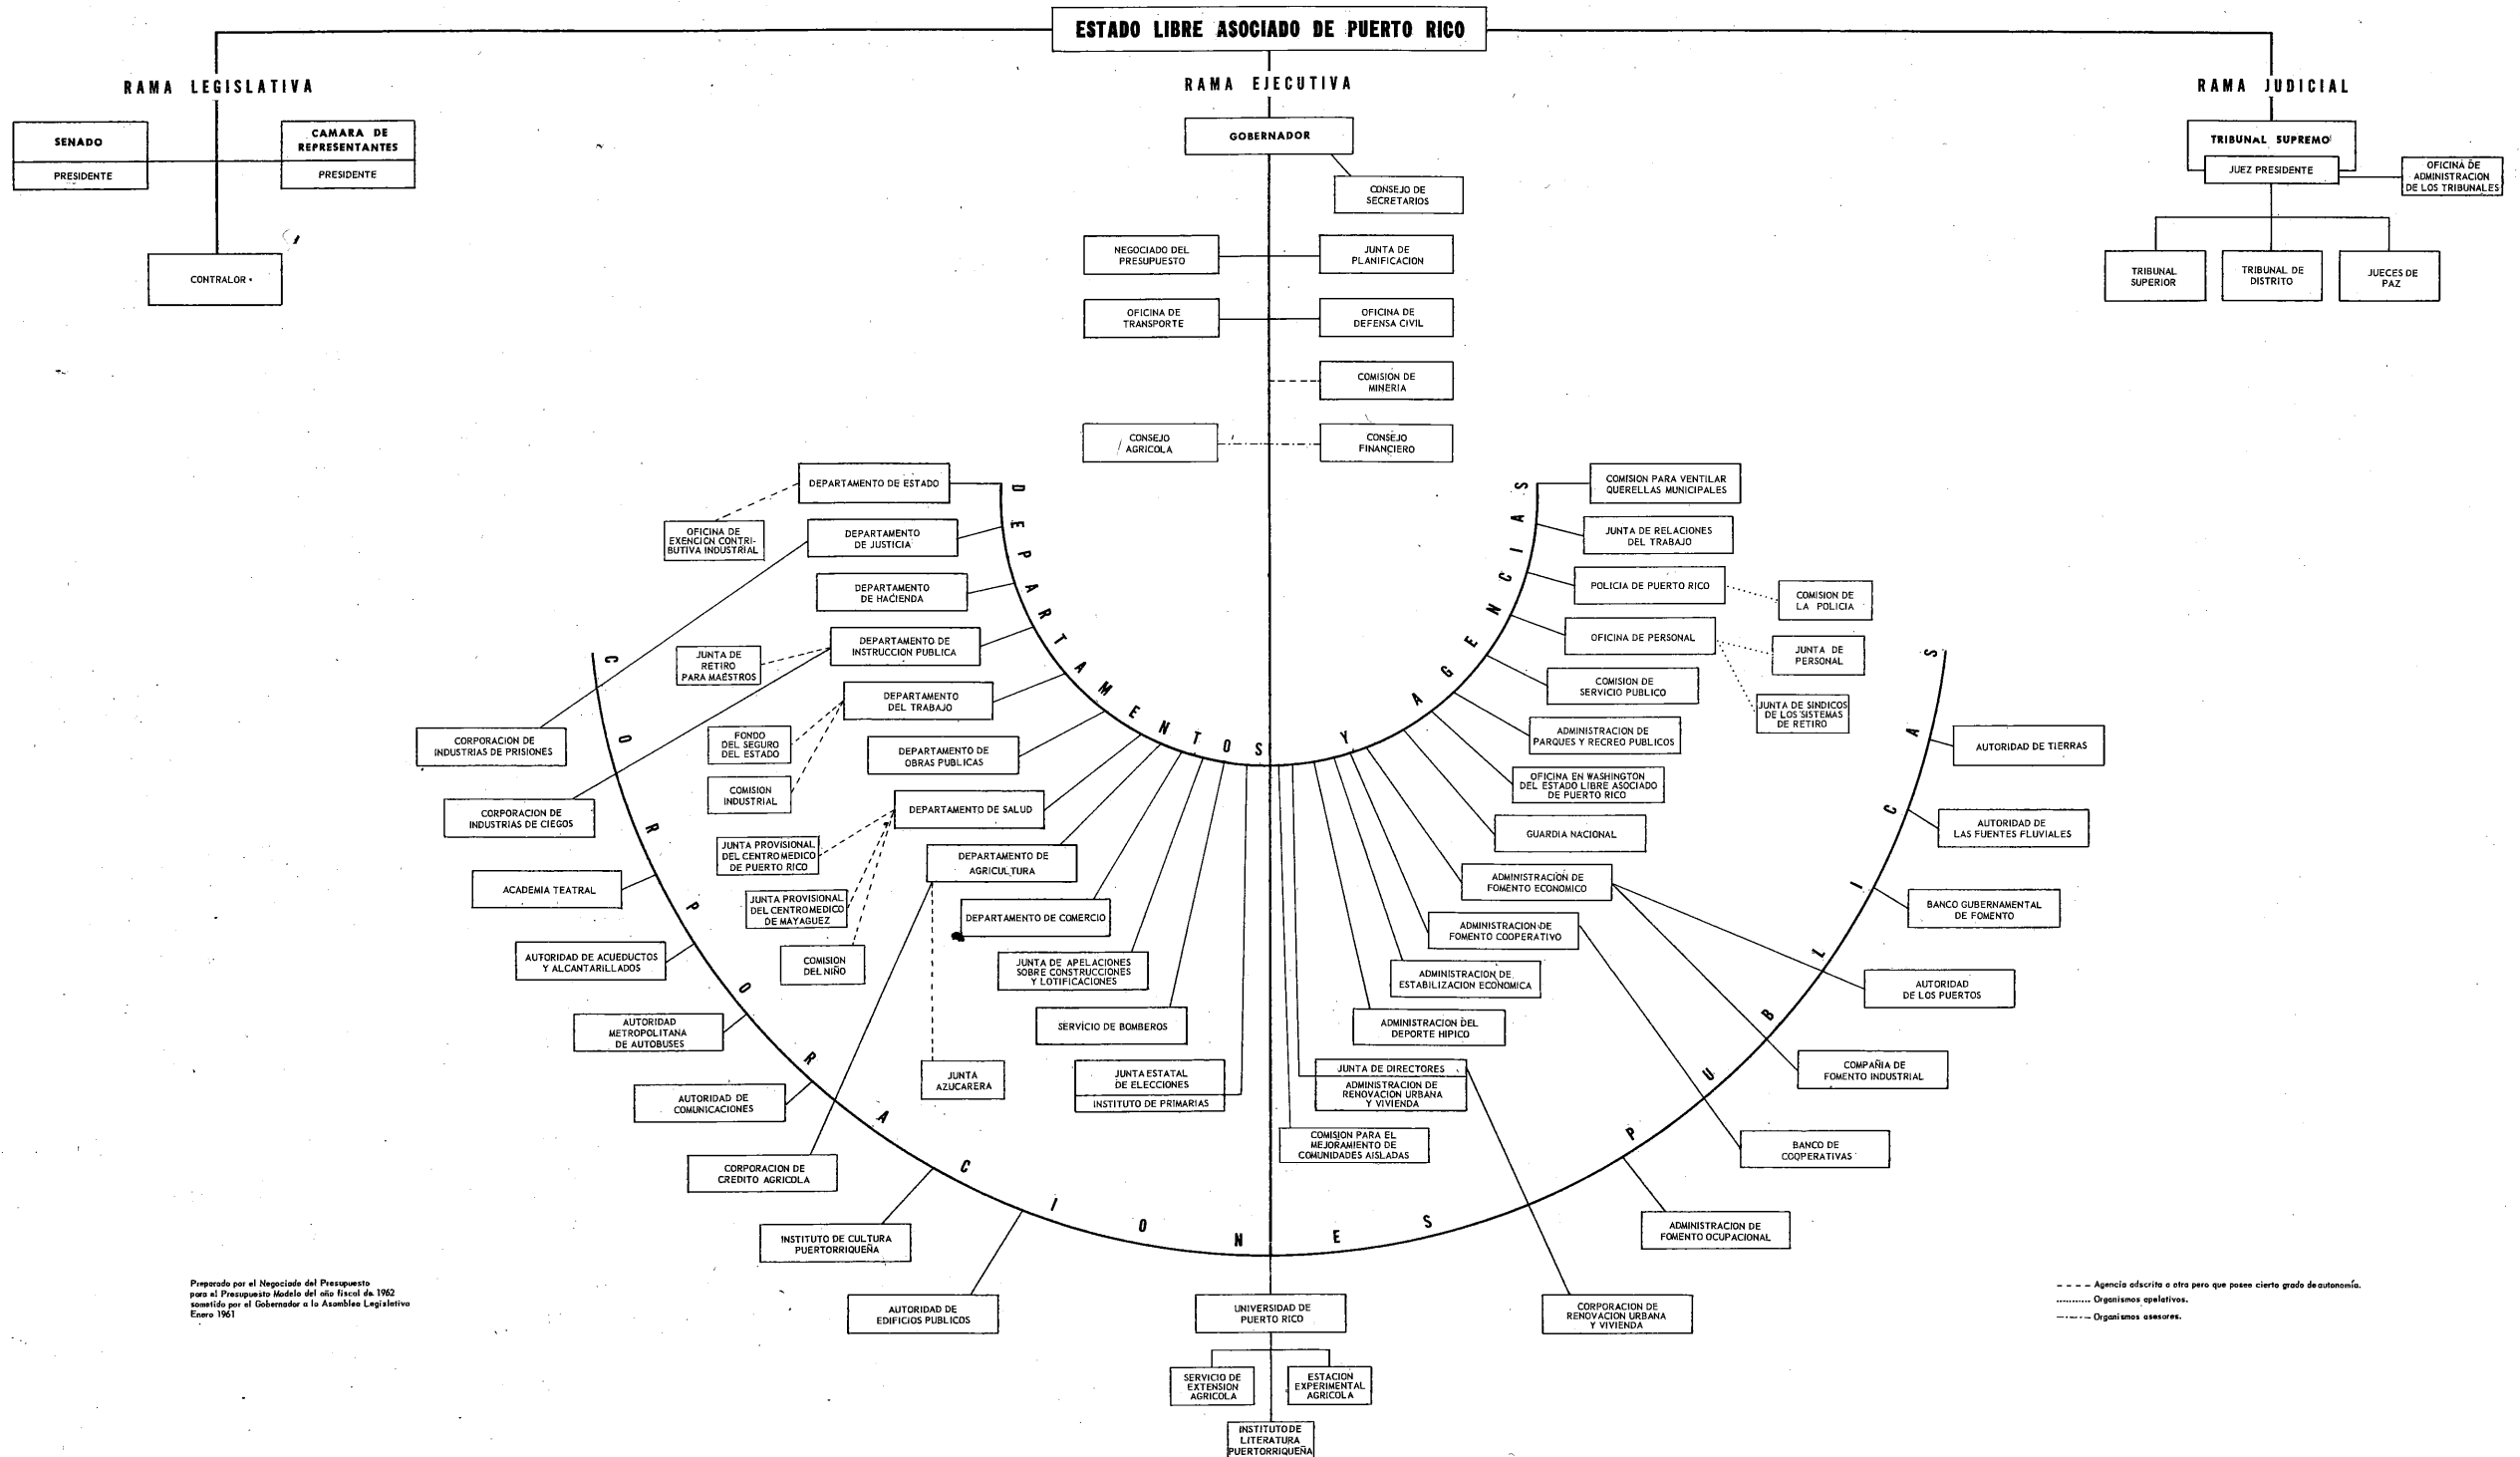 ESTADO LIBRE ASOCIADO DE PUERTO RICO
RAMA LEGISLATIVA
SENADO
PRESIDENTE
CAMARA DE
REPRESENTANTES
PRESIDENTE
CONTRALOR
RAMA EJECUTIVA
GOBERNADOR
CONSEJO DE
SECRETARIOS
NEGOCIADO DEL
PRESUPUESTO
JUNTA DE
PLANIFICACION
OFICINA DE
TRANSPORTE
OFICINA DE
DEFENSA CIVIL
COMISION DE
MINERIA
CONSEJO
AGRICOLA
CONSEJO
FINANCIERO
RAMA JUDICIAL
TRIBUNAL SUPREMO
JUEZ PRESIDENTE
OFICINA DE
ADMINISTRACION
DE LOS TRIBUNALES
TRIBUNAL
SUPERIOR
TRIBUNAL DE
DISTRITO
JUECES DE
PAZ
DEPARTAMENTOS Y AGENCIAS
DEPARTAMENTO DE ESTADO
OFICINA DE
EXENCION CONTRI-
BUTIVA INDUSTRIAL
DEPARTAMENTO
DE JUSTICIA
DEPARTAMENTO
DE HACIENDA
DEPARTAMENTO DE
INSTRUCCION PUBLICA
JUNTA DE
RETIRO
PARA MAESTROS
DEPARTAMENTO
DEL TRABAJO
FONDO
DEL SEGURO
DEL ESTADO
COMISION
INDUSTRIAL
DEPARTAMENTO DE
OBRAS PUBLICAS
DEPARTAMENTO DE SALUD
JUNTA PROVISIONAL
DEL CENTRO MEDICO
DE PUERTO RICO
JUNTA PROVISIONAL
DEL CENTRO MEDICO
DE MAYAGUEZ
COMISION
DEL NIÑO
DEPARTAMENTO DE
AGRICULTURA
JUNTA
AZUCARERA
DEPARTAMENTO DE COMERCIO
JUNTA DE APELACIONES
SOBRE CONSTRUCCIONES
Y LOTIFICACIONES
SERVICIO DE BOMBEROS
JUNTA ESTATAL
DE ELECCIONES
INSTITUTO DE PRIMARIAS
COMISION PARA VENTILAR
QUERELLAS MUNICIPALES
JUNTA DE RELACIONES
DEL TRABAJO
POLICIA DE PUERTO RICO
COMISION DE
LA POLICIA
OFICINA DE PERSONAL
JUNTA DE
PERSONAL
JUNTA DE SINDICOS
DE LOS SISTEMAS
DE RETIRO
COMISION DE
SERVICIO PUBLICO
ADMINISTRACION DE
PARQUES Y RECREO PUBLICOS
OFICINA EN WASHINGTON
DEL ESTADO LIBRE ASOCIADO
DE PUERTO RICO
GUARDIA NACIONAL
ADMINISTRACION DE
FOMENTO ECONOMICO
ADMINISTRACION DE
FOMENTO COOPERATIVO
ADMINISTRACION DE
ESTABILIZACION ECONOMICA
ADMINISTRACION DEL
DEPORTE HIPICO
JUNTA DE DIRECTORES
ADMINISTRACION DE
RENOVACION URBANA
Y VIVIENDA
COMISION PARA EL
MEJORAMIENTO DE
COMUNIDADES AISLADAS
CORPORACIONES PUBLICAS
CORPORACION DE
INDUSTRIAS DE PRISIONES
CORPORACION DE
INDUSTRIAS DE CIEGOS
ACADEMIA TEATRAL
AUTORIDAD DE ACUEDUCTOS
Y ALCANTARILLADOS
AUTORIDAD
METROPOLITANA
DE AUTOBUSES
AUTORIDAD DE
COMUNICACIONES
CORPORACION DE
CREDITO AGRICOLA
INSTITUTO DE CULTURA
PUERTORRIQUEÑA
AUTORIDAD DE
EDIFICIOS PUBLICOS
UNIVERSIDAD DE
PUERTO RICO
SERVICIO DE
EXTENSION
AGRICOLA
ESTACION
EXPERIMENTAL
AGRICOLA
INSTITUTO DE
LITERATURA
PUERTORRIQUEÑA
CORPORACION DE
RENOVACION URBANA
Y VIVIENDA
ADMINISTRACION DE
FOMENTO OCUPACIONAL
BANCO DE
COOPERATIVAS
COMPAÑIA DE
FOMENTO INDUSTRIAL
AUTORIDAD
DE LOS PUERTOS
BANCO GUBERNAMENTAL
DE FOMENTO
AUTORIDAD DE
LAS FUENTES FLUVIALES
AUTORIDAD DE TIERRAS
Preparado por el Negociado del Presupuesto
para el Presupuesto Modelo del año fiscal de 1962
sometido por el Gobernador a la Asamblea Legislativa
Enero 1961
Agencia adscrita a otra pero que posee cierto grado de autonomía.
Organismos apelativos.
Organismos asesores.